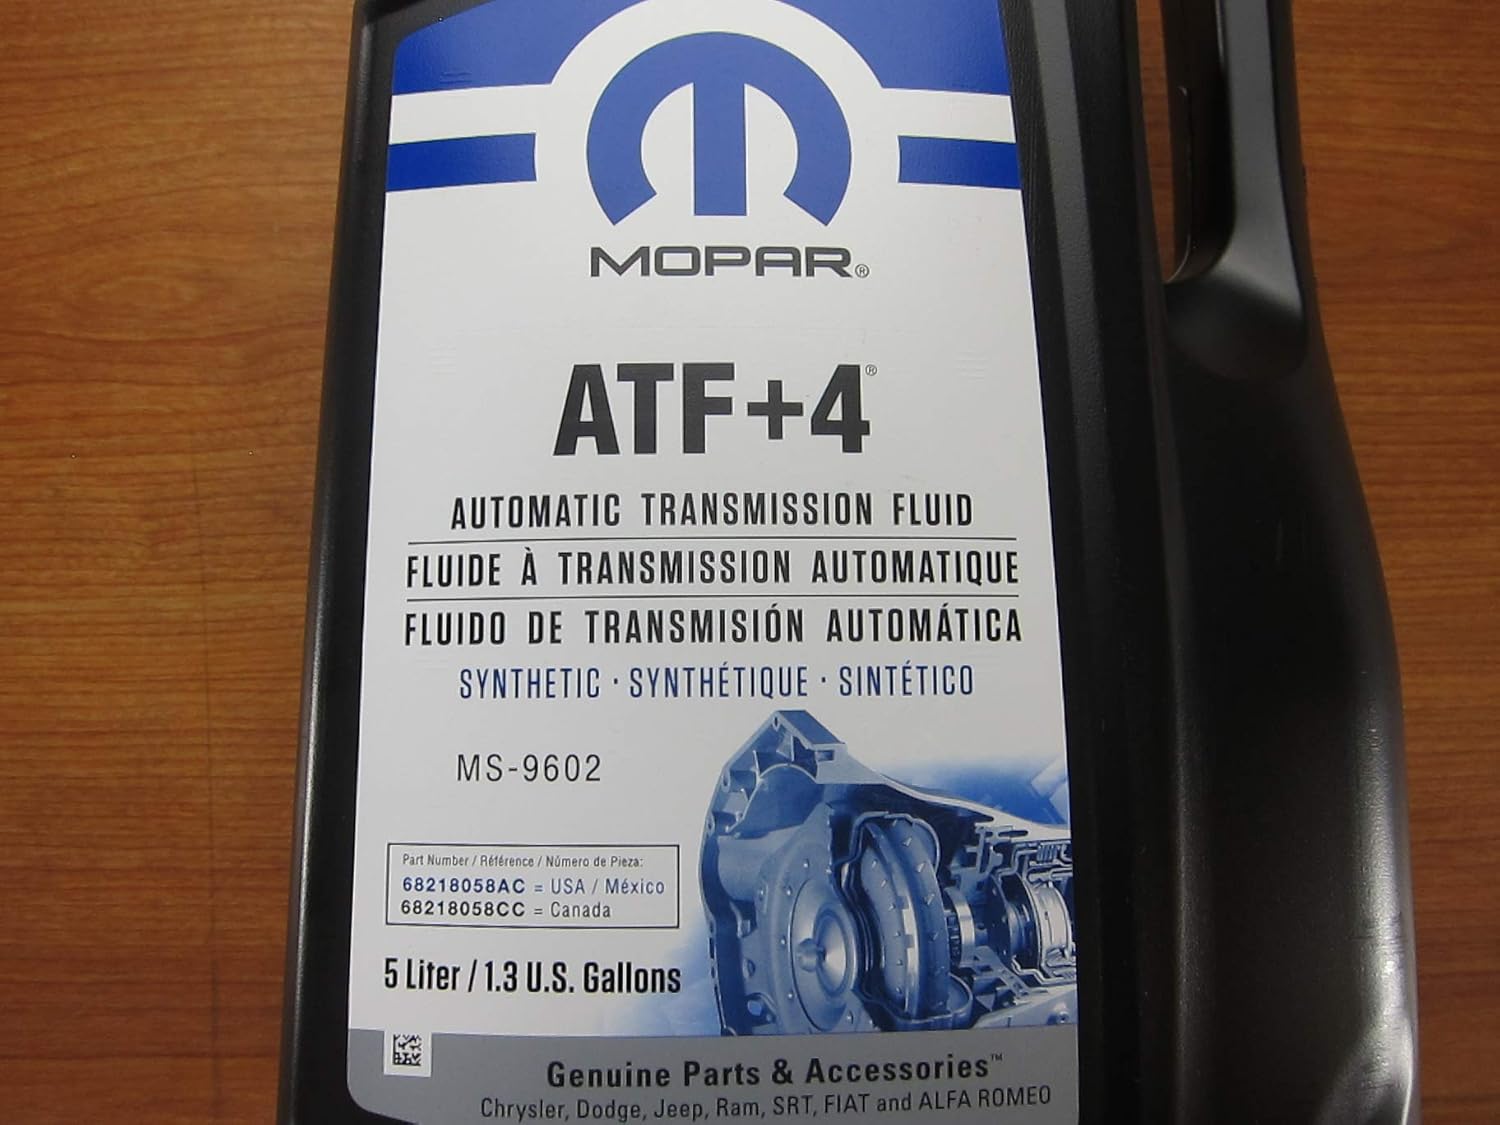 MOPAR®
ATF+4®
AUTOMATIC TRANSMISSION FLUID
FLUIDE À TRANSMISSION AUTOMATIQUE
FLUIDO DE TRANSMISIÓN AUTOMÁTICA
SYNTHETIC · SYNTHÉTIQUE · SINTÉTICO
MS-9602
Part Number / Référence / Número de Pieza:
68218058AC = USA / México
68218058CC = Canada
5 Liter / 1.3 U.S. Gallons
Genuine Parts & Accessories™
Chrysler, Dodge, Jeep, Ram, SRT, FIAT and ALFA ROMEO